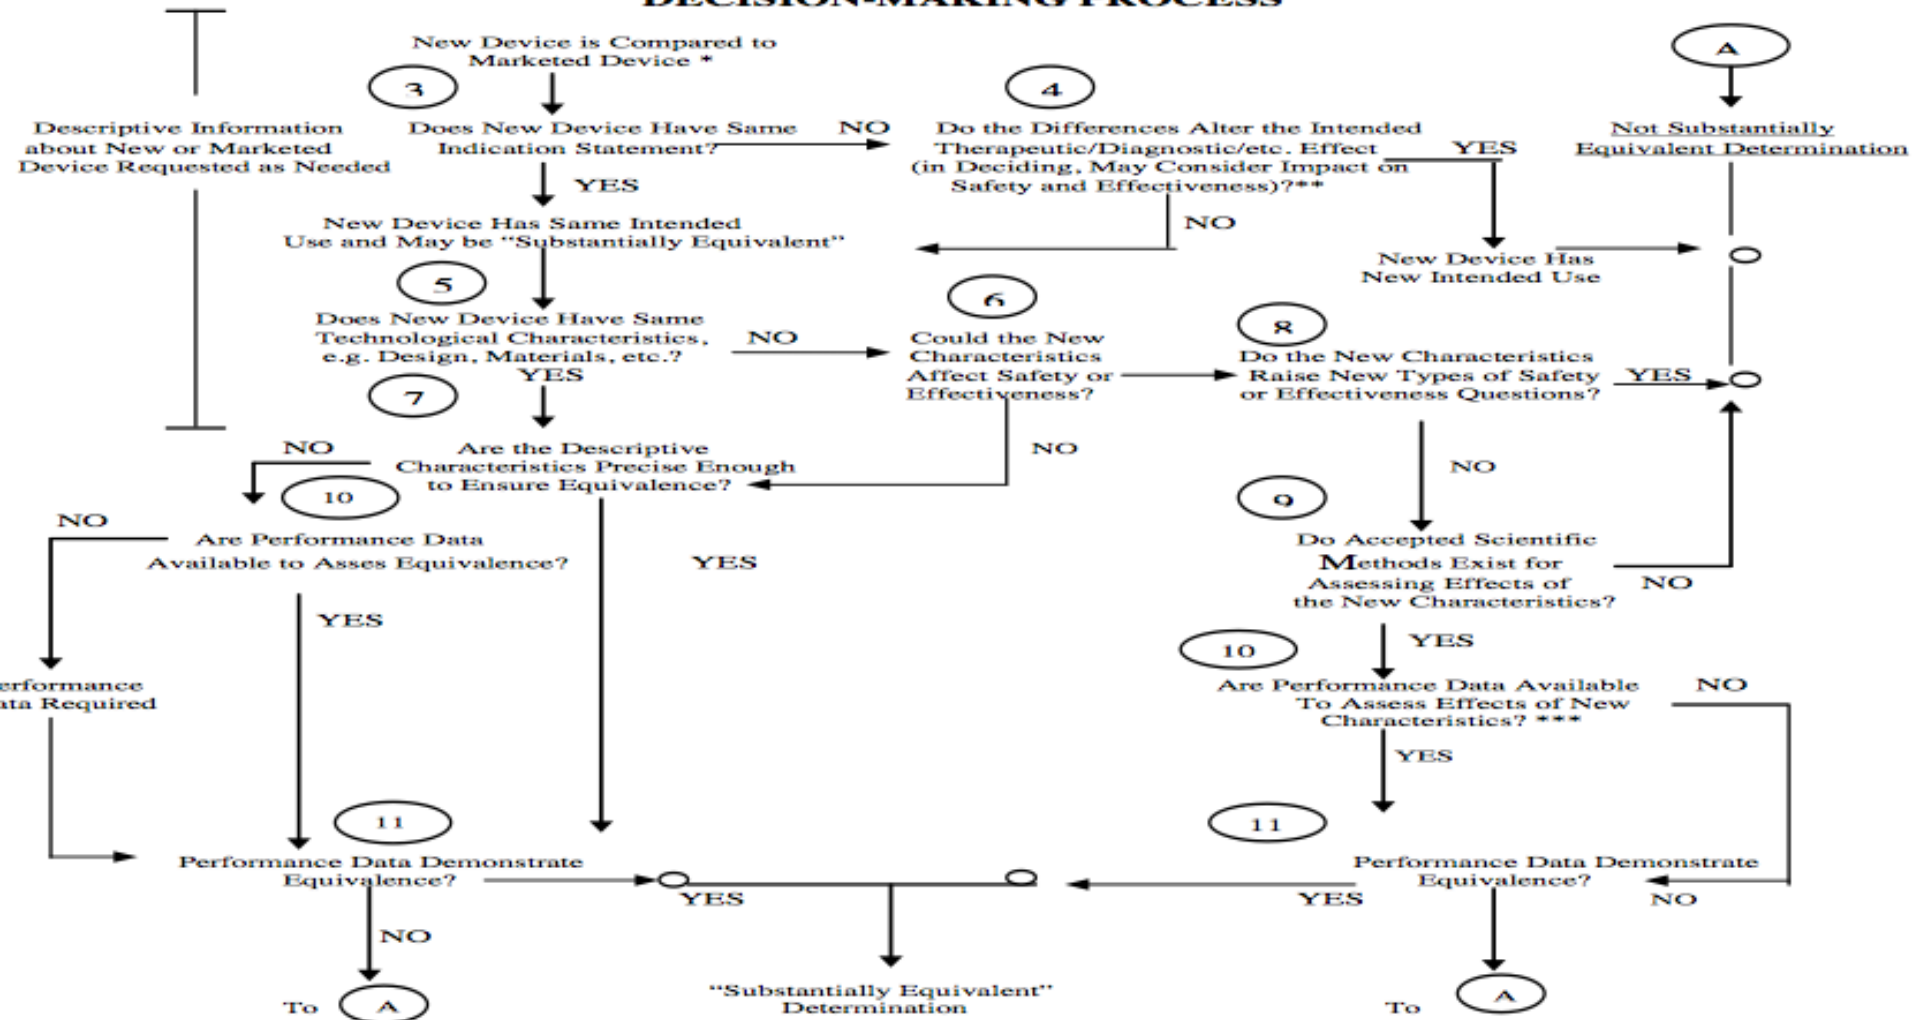 DECISION-MAKING PROCESS
New Device is Compared to
Marketed Device *
A
3
4
Descriptive Information
about New or Marketed
Device Requested as Needed
Does New Device Have Same
Indication Statement?
NO
Do the Differences Alter the Intended
Therapeutic/Diagnostic/etc. Effect
(in Deciding, May Consider Impact on
Safety and Effectiveness)?**
YES
Not Substantially
Equivalent Determination
YES
NO
New Device Has Same Intended
Use and May be “Substantially Equivalent”
New Device Has
New Intended Use
5
6
8
Does New Device Have Same
Technological Characteristics,
e.g. Design, Materials, etc.?
NO
YES
Could the New
Characteristics
Affect Safety or
Effectiveness?
Do the New Characteristics
Raise New Types of Safety
or Effectiveness Questions?
YES
7
NO
Are the Descriptive
Characteristics Precise Enough
to Ensure Equivalence?
NO
NO
10
9
NO
Are Performance Data
Available to Asses Equivalence?
YES
Do Accepted Scientific
Methods Exist for
Assessing Effects of
the New Characteristics?
NO
YES
YES
10
erformance
ata Required
Are Performance Data Available
To Assess Effects of New
Characteristics? ***
NO
YES
11
11
Performance Data Demonstrate
Equivalence?
YES
YES
Performance Data Demonstrate
Equivalence?
NO
NO
To A
“Substantially Equivalent”
Determination
To A